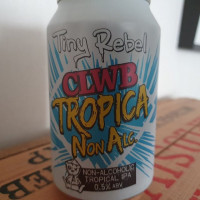 Tiny Rebel
CLWB
TROPICA
NON ALC.
NON-ALCOHOLIC
TROPICAL IPA
0.5% ABV